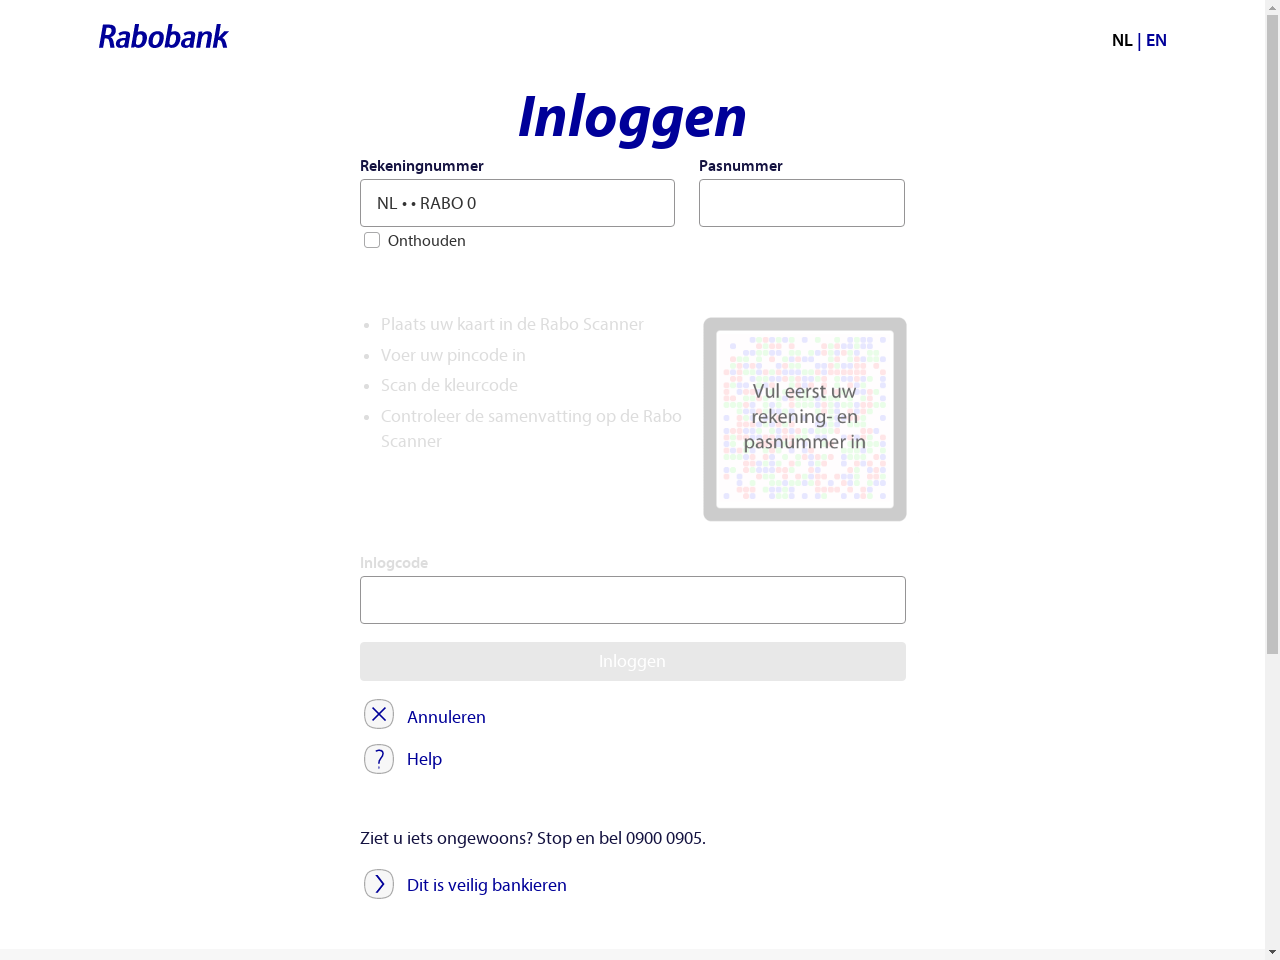 Rabobank
NL | EN
Inloggen
Rekeningnummer
Pasnummer
NL • • RABO 0
Onthouden
• Plaats uw kaart in de Rabo Scanner
• Voer uw pincode in
• Scan de kleurcode
• Controleer de samenvatting op de Rabo
Scanner
Vul eerst uw
rekening- en
pasnummer in
Inlogcode
Inloggen
Annuleren
Help
Ziet u iets ongewoons? Stop en bel 0900 0905.
Dit is veilig bankieren